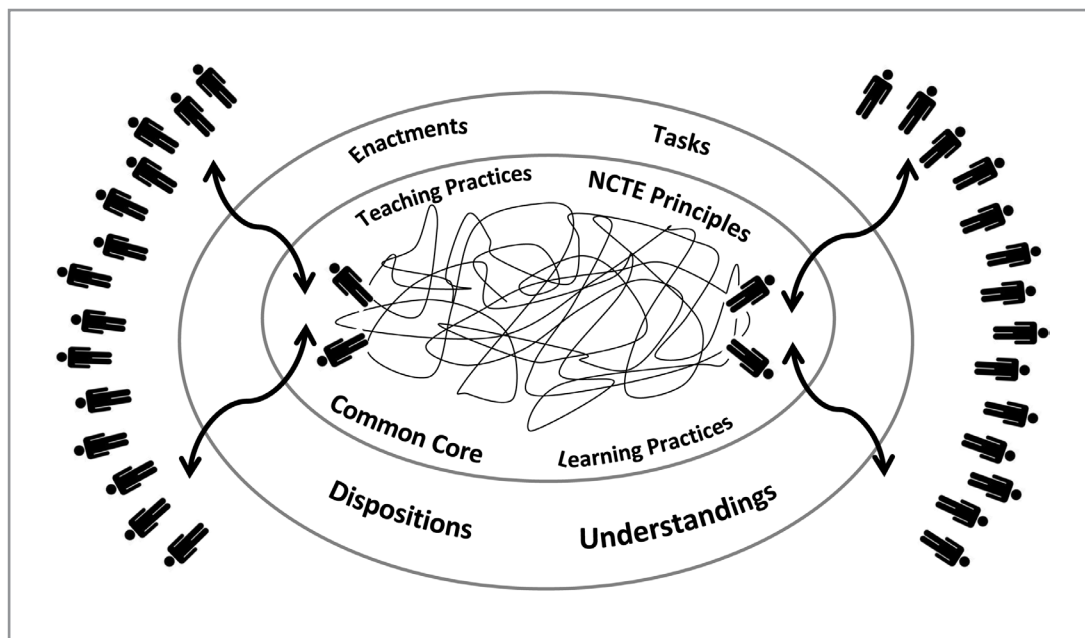 Enactments
Tasks
Teaching Practices
NCTE Principles
Common Core
Learning Practices
Dispositions
Understandings